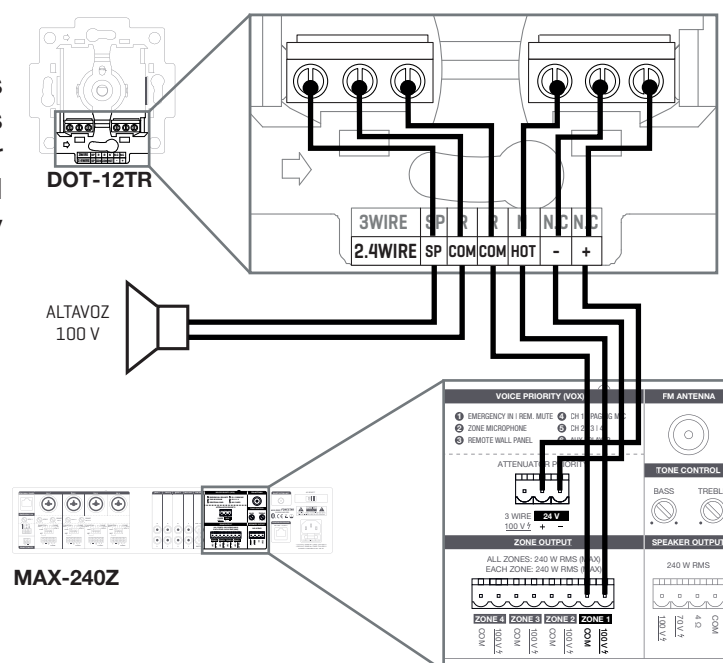 DOT-12TR
3WIRE SP R R N N.C N.C
2.4WIRE SP COM COM HOT - +
ALTAVOZ
100 V
VOICE PRIORITY (VOX)
1 EMERGENCY IN | REM. MUTE
2 ZONE MICROPHONE
3 REMOTE WALL PANEL
4 CH 1 | PAGING MIC
5 CH 2 | 3 | 4
FM ANTENNA
ATTENUATOR PRIORITY
3 WIRE
100 V
24 V
+ -
TONE CONTROL
BASS TREBL
ZONE OUTPUT
ALL ZONES: 240 W RMS (MAX)
EACH ZONE: 240 W RMS (MAX)
SPEAKER OUTPUT
240 W RMS
ZONE 4 ZONE 3 ZONE 2 ZONE 1
COM 100 V COM 100 V COM 100 V COM 100 V
100 V 70 V 4 Ω COM
MAX-240Z